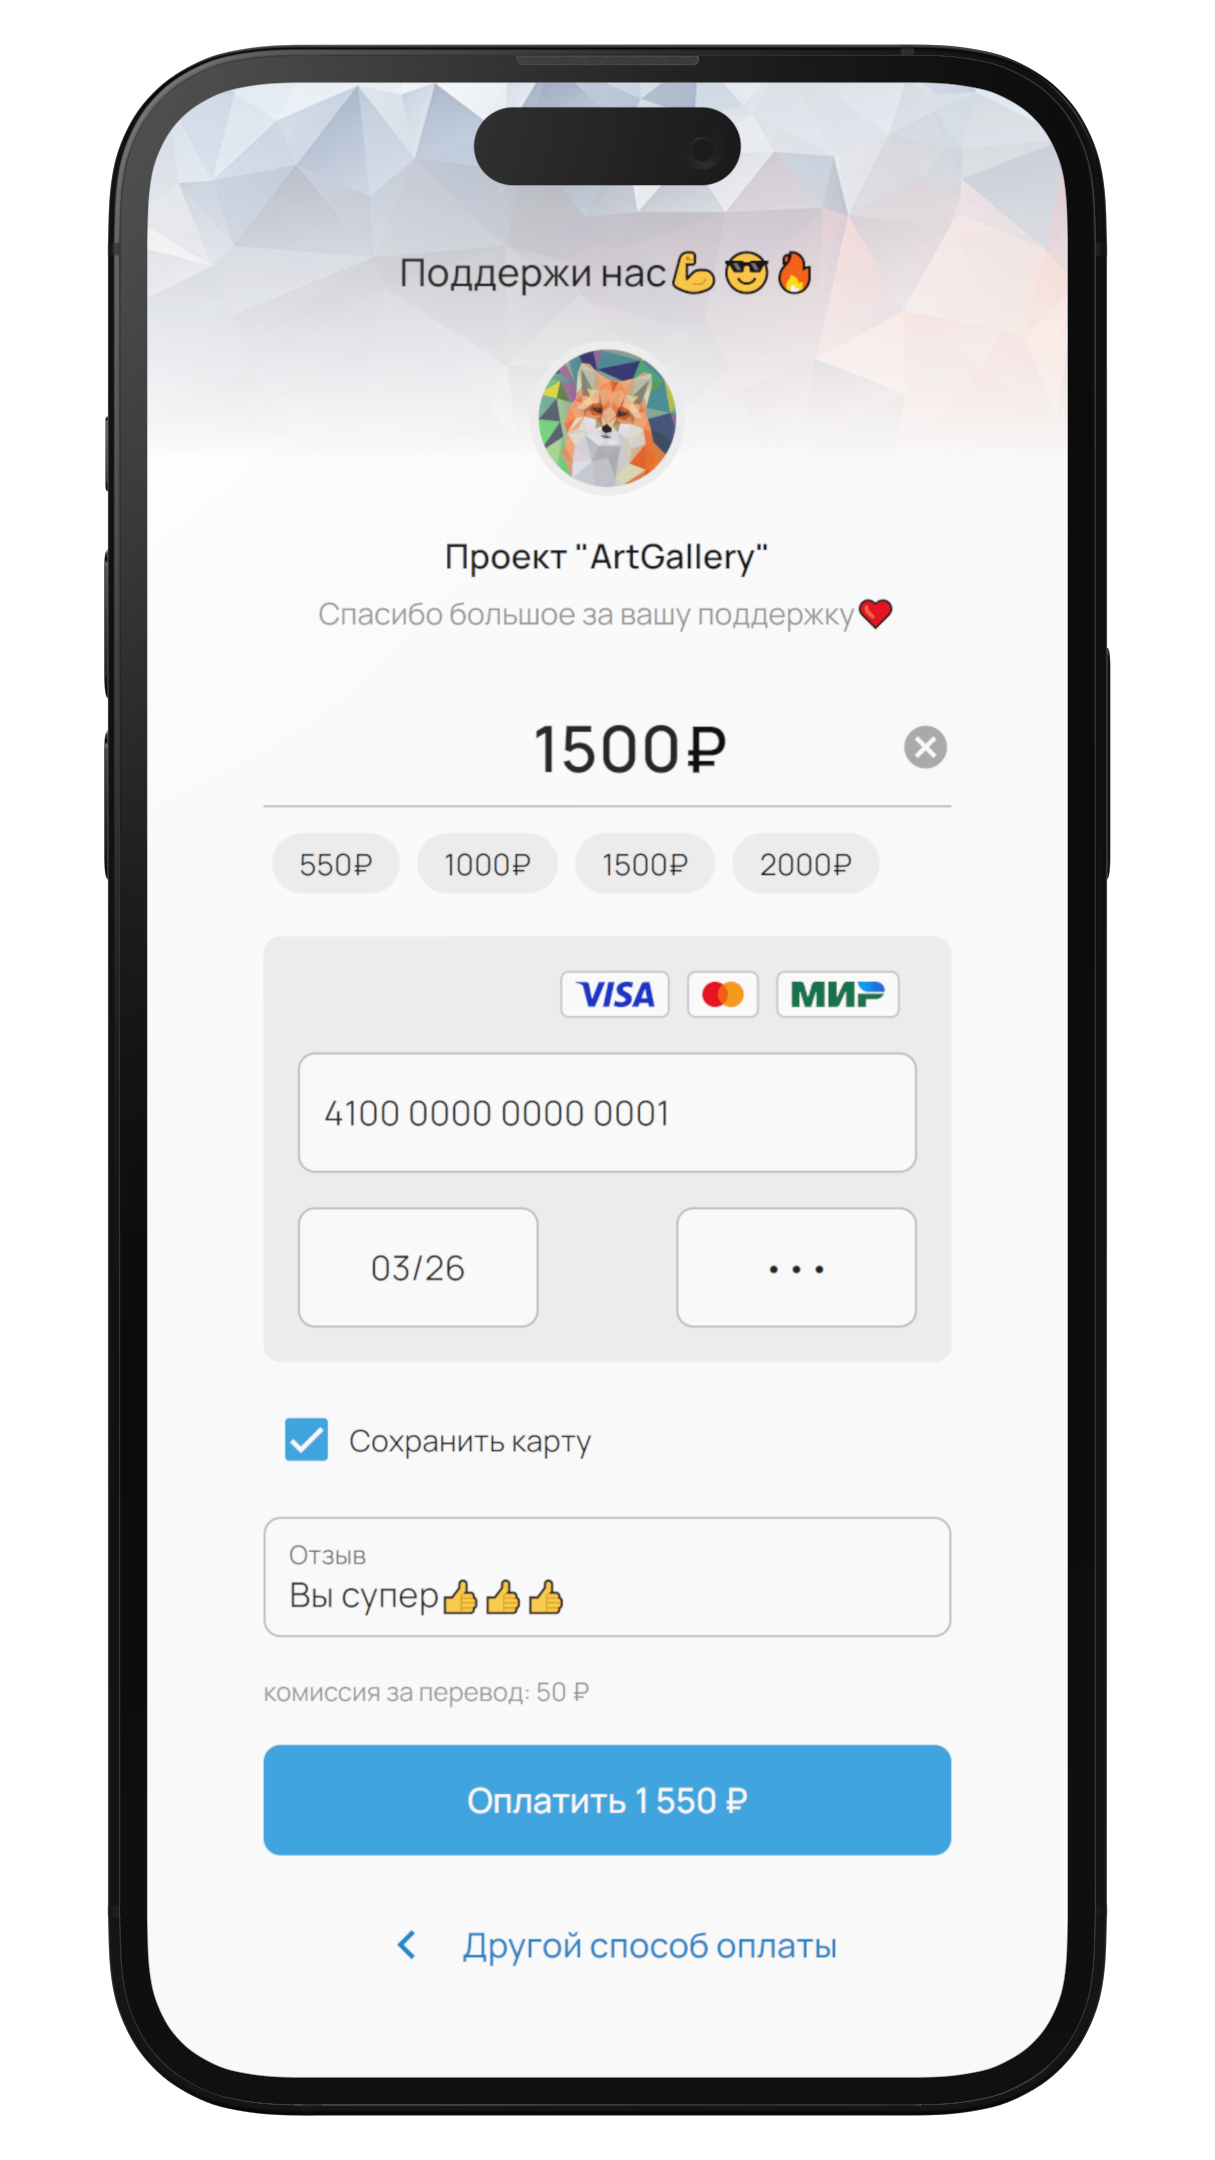 Поддержи нас💪😎🔥
Проект "ArtGallery"
Спасибо большое за вашу поддержку❤️
1500₽
550₽ 1000₽ 1500₽ 2000₽
VISA МИР
4100 0000 0000 0001
03/26 • • •
Сохранить карту
Отзыв
Вы супер👍👍👍
комиссия за перевод: 50 ₽
Оплатить 1 550 ₽
Другой способ оплаты